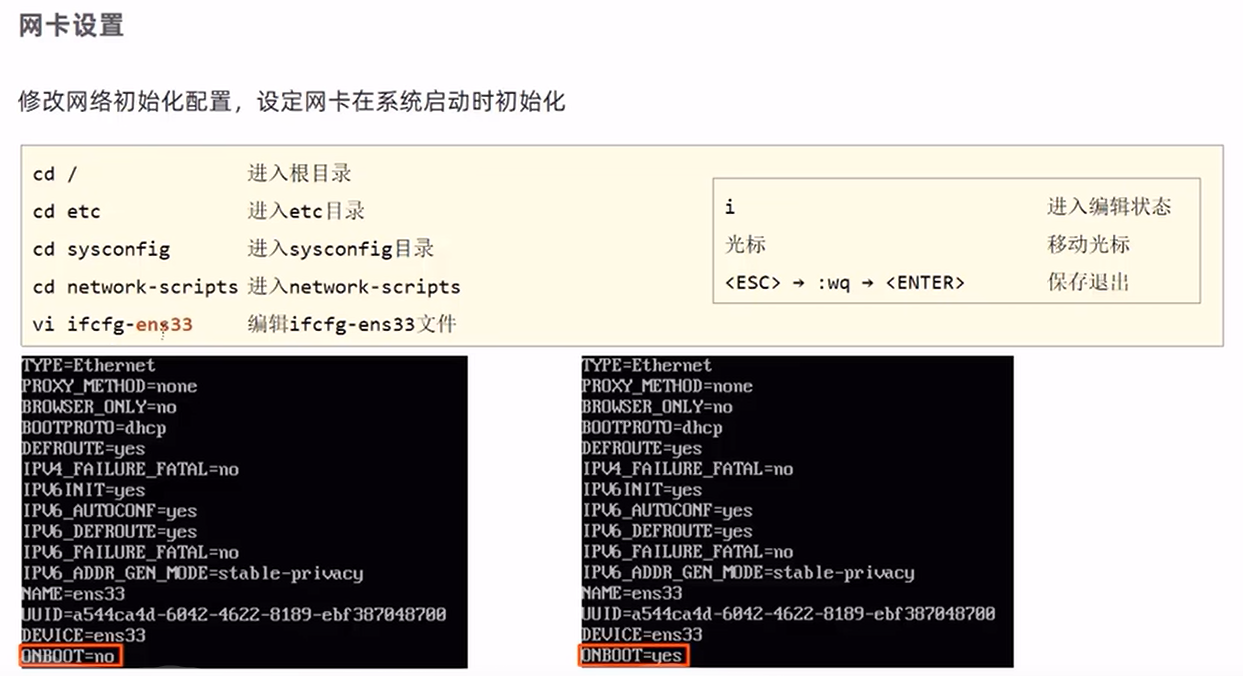 网卡设置
修改网络初始化配置，设定网卡在系统启动时初始化
cd / 进入根目录
cd etc 进入etc目录
cd sysconfig 进入sysconfig目录
cd network-scripts 进入network-scripts
vi ifcfg-ens33 编辑ifcfg-ens33文件
i 进入编辑状态
光标 移动光标
<ESC> → :wq → <ENTER> 保存退出
TYPE=Ethernet
PROXY_METHOD=none
BROWSER_ONLY=no
BOOTPROTO=dhcp
DEFROUTE=yes
IPV4_FAILURE_FATAL=no
IPV6INIT=yes
IPV6_AUTOCONF=yes
IPV6_DEFROUTE=yes
IPV6_FAILURE_FATAL=no
IPV6_ADDR_GEN_MODE=stable-privacy
NAME=ens33
UUID=a544ca4d-6042-4622-8189-ebf387048700
DEVICE=ens33
ONBOOT=no
TYPE=Ethernet
PROXY_METHOD=none
BROWSER_ONLY=no
BOOTPROTO=dhcp
DEFROUTE=yes
IPV4_FAILURE_FATAL=no
IPV6INIT=yes
IPV6_AUTOCONF=yes
IPV6_DEFROUTE=yes
IPV6_FAILURE_FATAL=no
IPV6_ADDR_GEN_MODE=stable-privacy
NAME=ens33
UUID=a544ca4d-6042-4622-8189-ebf387048700
DEVICE=ens33
ONBOOT=yes